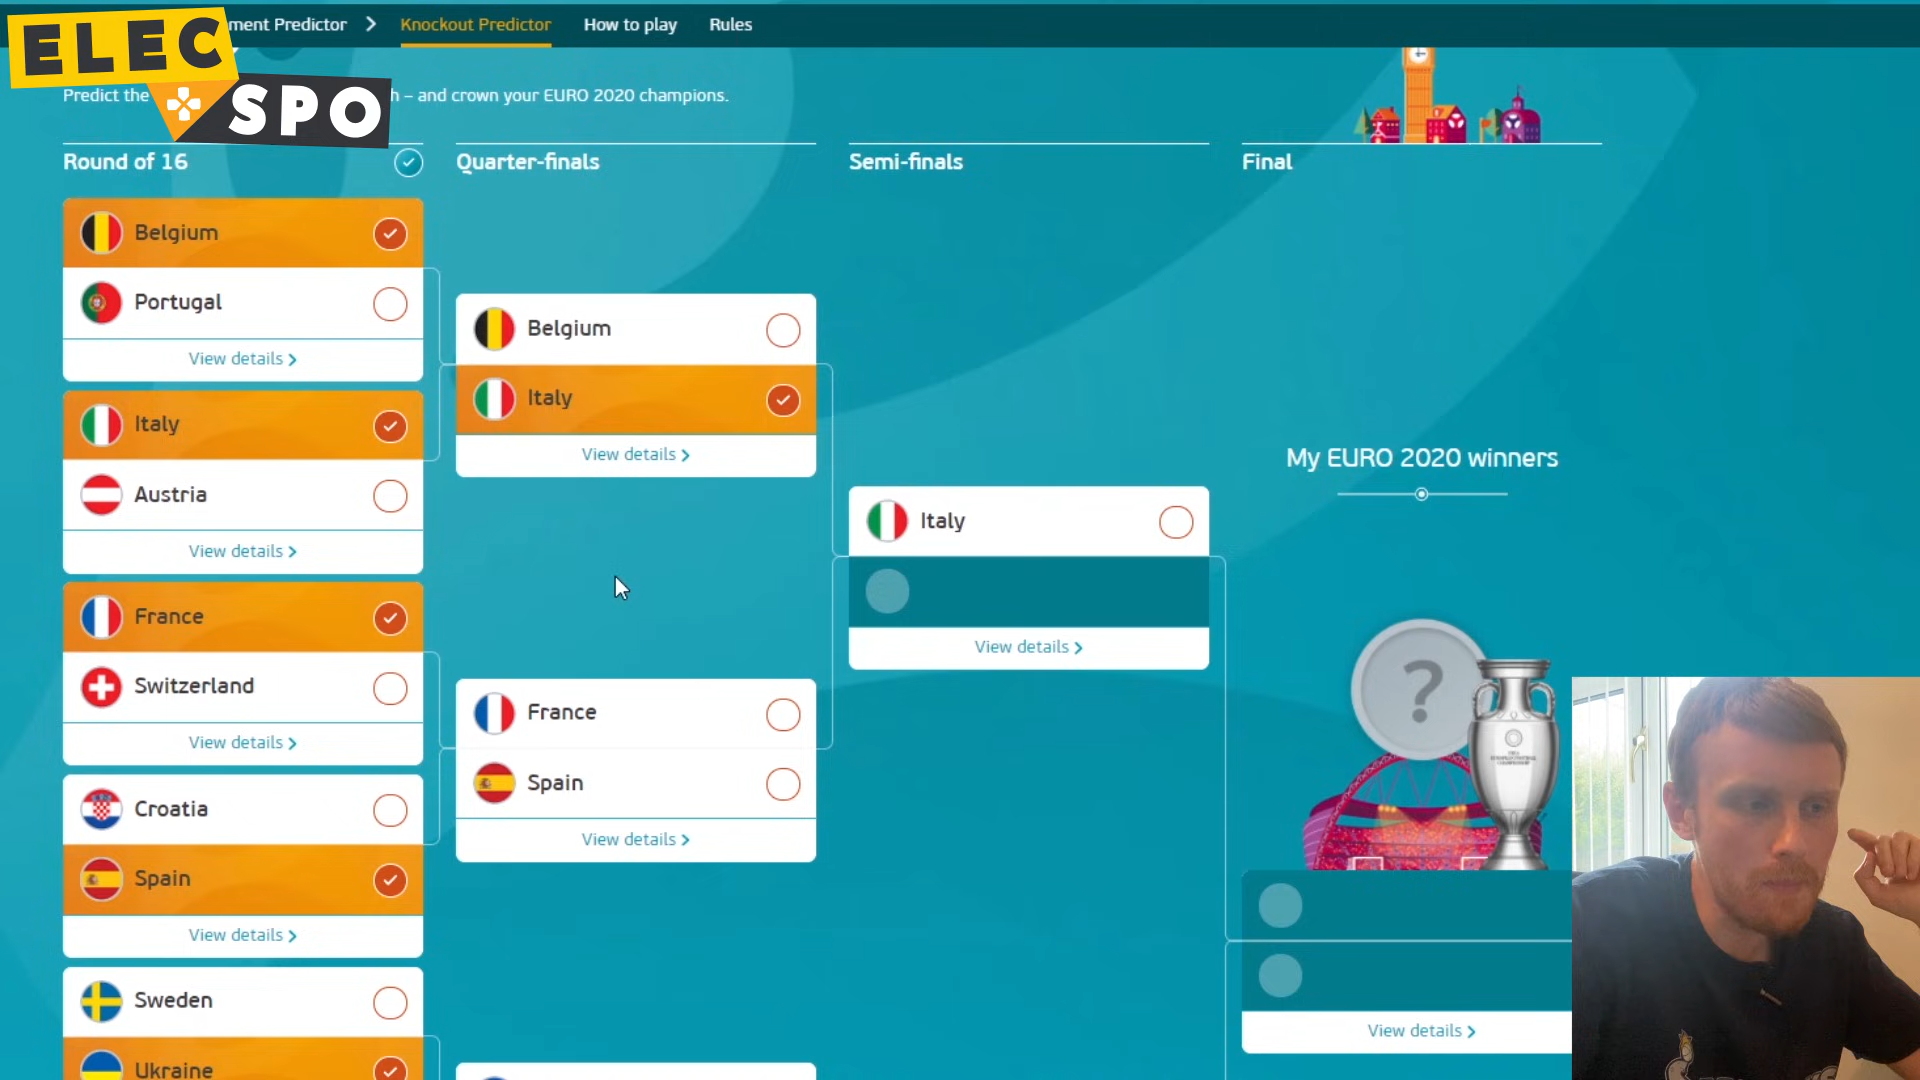 ELEC
SPO
ment Predictor
Knockout Predictor
How to play
Rules
Predict the
h – and crown your EURO 2020 champions.
Round of 16
Quarter-finals
Semi-finals
Final
Belgium
Portugal
View details
Italy
Austria
View details
France
Switzerland
View details
Croatia
Spain
View details
Sweden
Ukraine
Belgium
Italy
View details
France
Spain
View details
Italy
View details
My EURO 2020 winners
?
View details